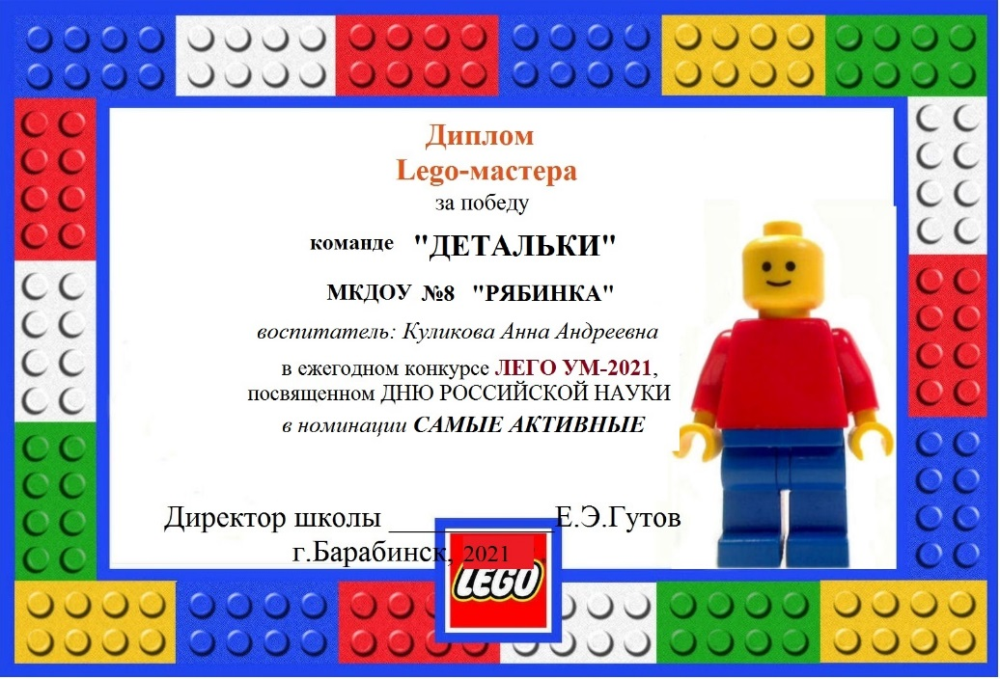 Диплом
Lego-мастера
за победу
команде "ДЕТАЛЬКИ"
МКДОУ №8 "РЯБИНКА"
воспитатель: Куликова Анна Андреевна
в ежегодном конкурсе ЛЕГО УМ-2021,
посвященном ДНЮ РОССИЙСКОЙ НАУКИ
в номинации САМЫЕ АКТИВНЫЕ
Директор школы ___________Е.Э.Гутов
г.Барабинск, 2021
LEGO